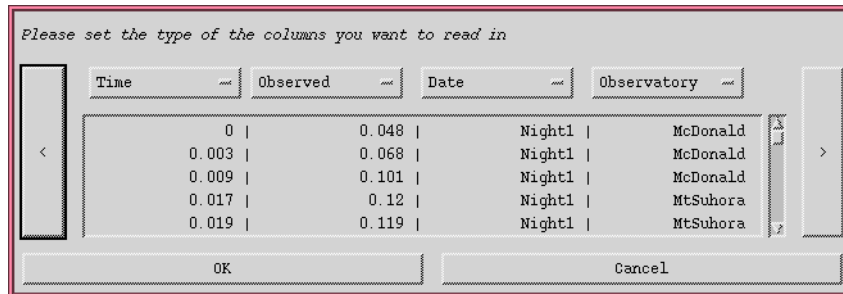 Please set the type of the columns you want to read in
Time Observed Date Observatory
0 | 0.048 | Night1 | McDonald
0.003 | 0.068 | Night1 | McDonald
0.009 | 0.101 | Night1 | McDonald
0.017 | 0.12 | Night1 | MtSuhora
0.019 | 0.119 | Night1 | MtSuhora
< >
OK Cancel